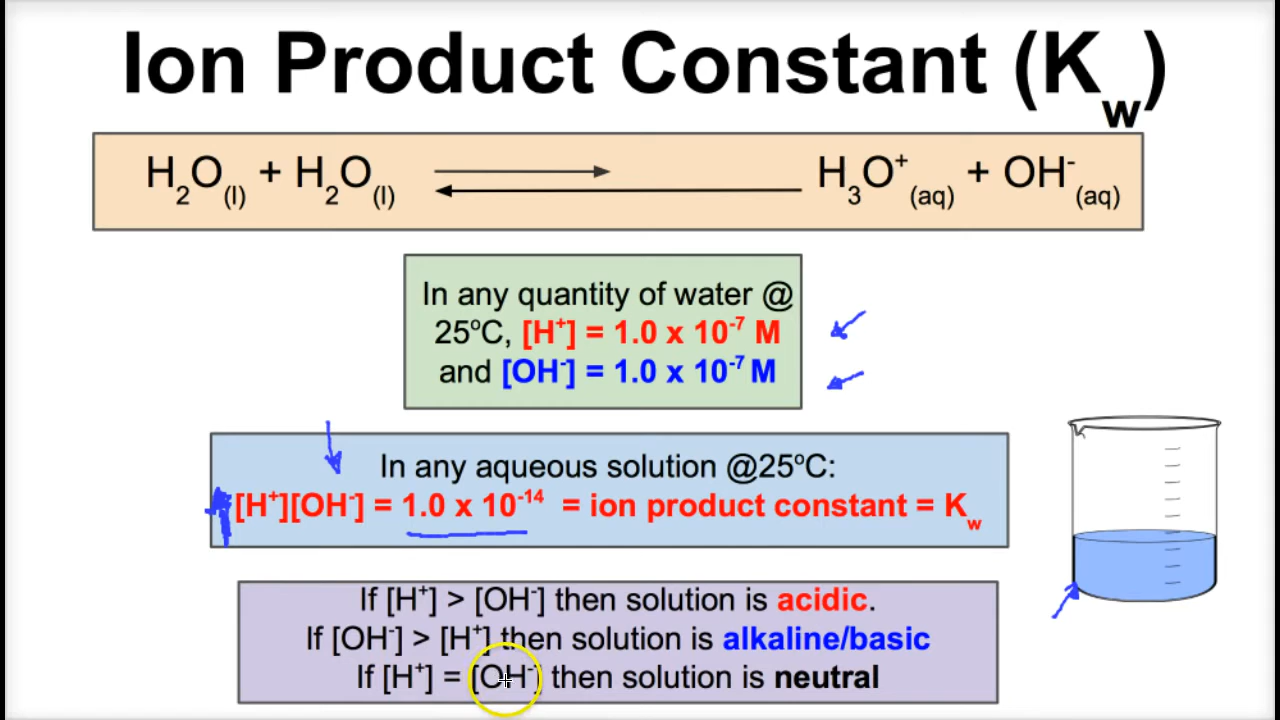 Ion Product Constant (Kw)
H₂O(l) + H₂O(l) H₃O⁺(aq) + OH⁻(aq)
In any quantity of water @
25ºC, [H⁺] = 1.0 x 10⁻⁷ M
and [OH⁻] = 1.0 x 10⁻⁷ M
In any aqueous solution @25ºC:
[H⁺][OH⁻] = 1.0 x 10⁻¹⁴ = ion product constant = Kw
If [H⁺] > [OH⁻] then solution is acidic.
If [OH⁻] > [H⁺] then solution is alkaline/basic
If [H⁺] = [OH⁻] then solution is neutral